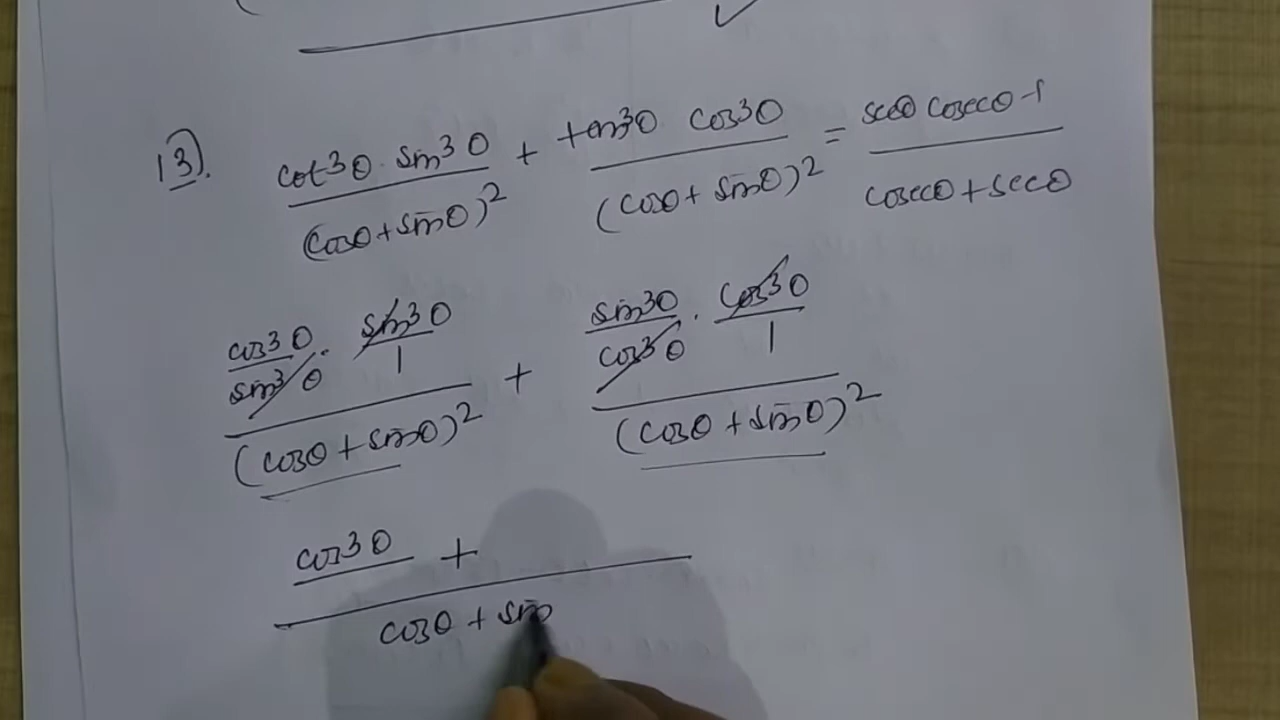 13). cot³θ · sin³θ / (cosθ + sinθ)² + tan³θ cos³θ / (cosθ + sinθ)² = secθ cosecθ - 1 / cosecθ + secθ
cos³θ / sin³θ · sin³θ / 1 / (cosθ + sinθ)² + sin³θ / cos³θ · cos³θ / 1 / (cosθ + sinθ)²
cos³θ +
cosθ + sin